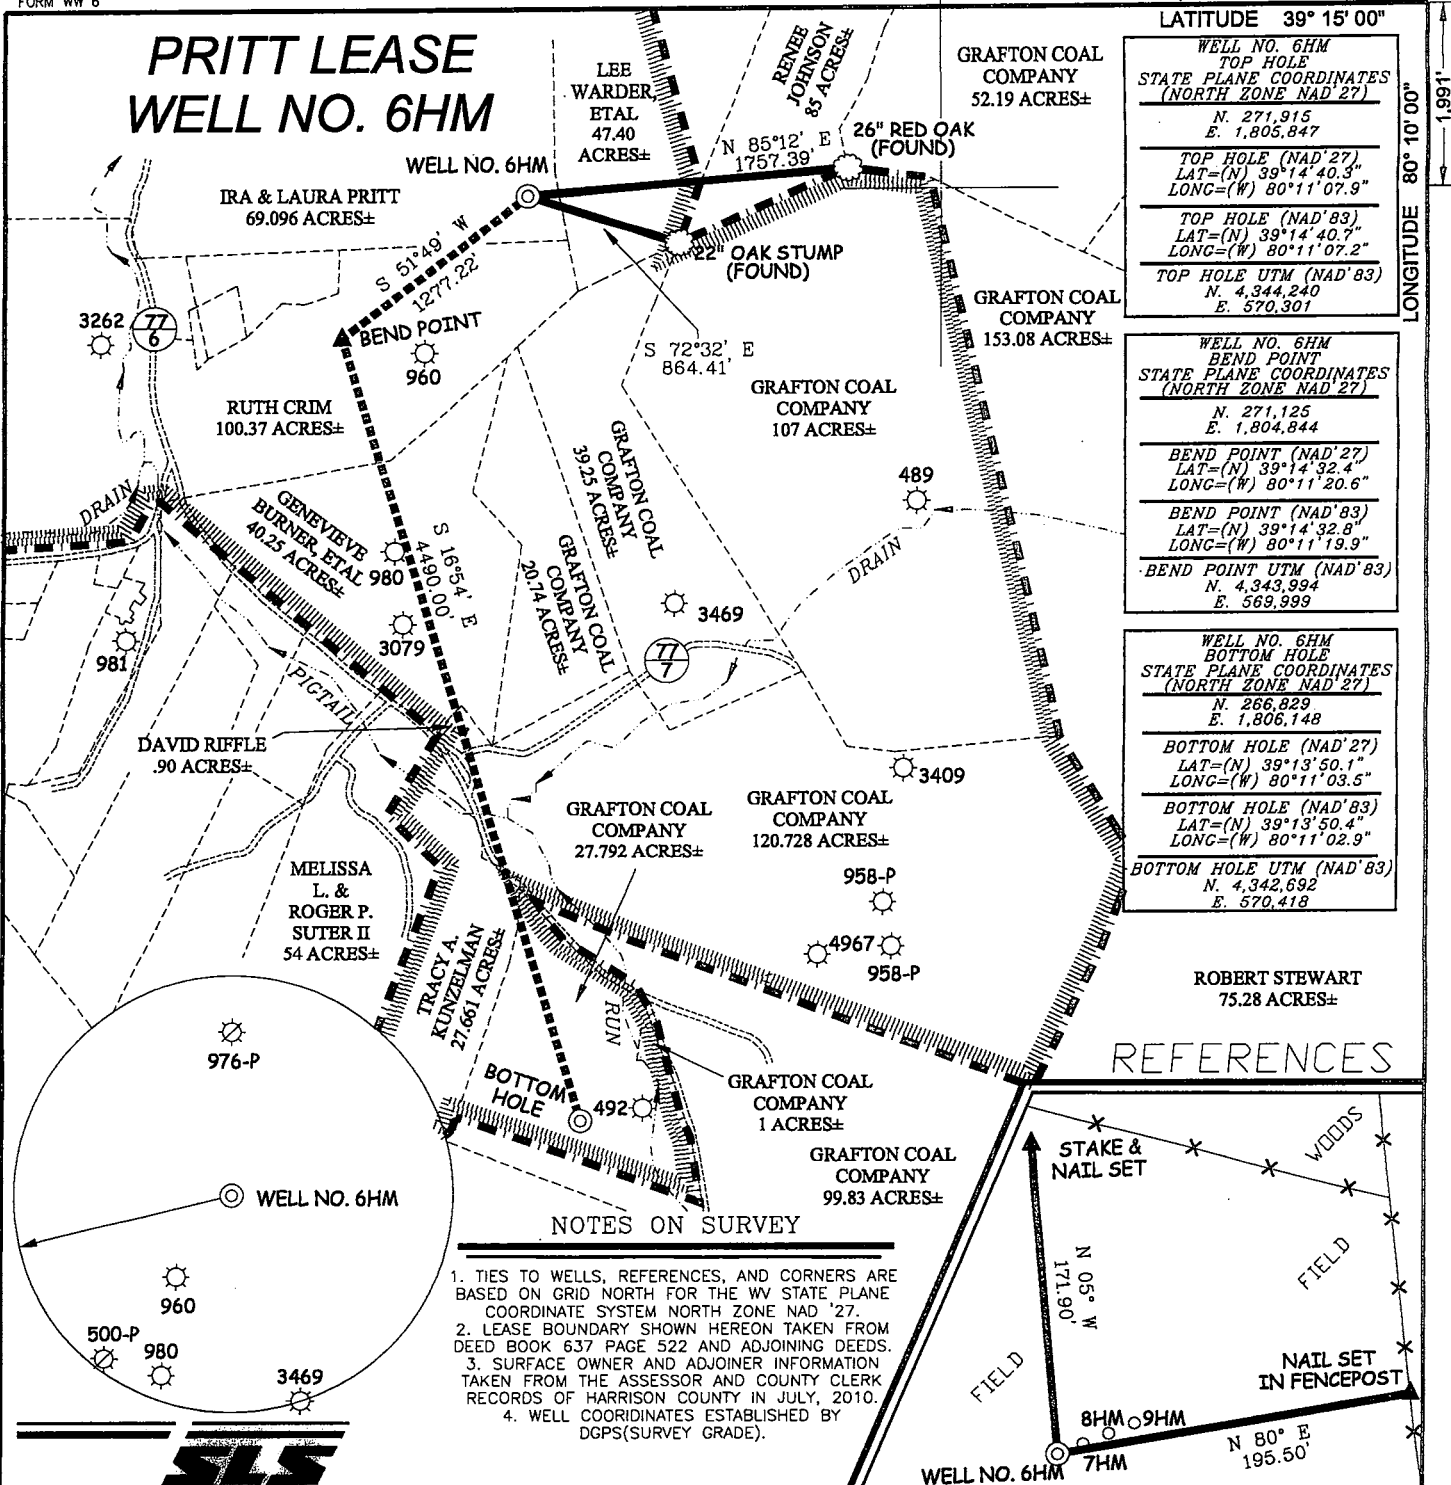 FORM WW 6
PRITT LEASE
WELL NO. 6HM
LEE
WARDER,
ETAL
47.40
ACRES±
RENEE
JOHNSON
85 ACRES±
GRAFTON COAL
COMPANY
52.19 ACRES±
LATITUDE 39° 15' 00"
LONGITUDE 80° 10' 00"
1,991'
WELL NO. 6HM
IRA & LAURA PRITT
69.096 ACRES±
N 85°12' E
1757.39'
26" RED OAK
(FOUND)
22" OAK STUMP
(FOUND)
S 51°49' W
1277.22'
BEND POINT
S 72°32' E
864.41'
3262
77
6
960
RUTH CRIM
100.37 ACRES±
GRAFTON COAL
COMPANY
107 ACRES±
GRAFTON COAL
COMPANY
153.08 ACRES±
GRAFTON COAL
COMPANY
39.25 ACRES±
GRAFTON COAL
COMPANY
20.74 ACRES±
489
DRAIN
DRAIN
GENEVIEVE
BURNER, ETAL
40.25 ACRES±
980
S 16°54' E
4490.00'
3079
981
PIGTAIL
3469
77
7
DAVID RIFFLE
.90 ACRES±
3409
GRAFTON COAL
COMPANY
27.792 ACRES±
GRAFTON COAL
COMPANY
120.728 ACRES±
958-P
4967
958-P
MELISSA
L. &
ROGER P.
SUTER II
54 ACRES±
TRACY A.
KUNZELMAN
27.661 ACRES±
RUN
BOTTOM
HOLE
492
GRAFTON COAL
COMPANY
1 ACRES±
GRAFTON COAL
COMPANY
99.83 ACRES±
ROBERT STEWART
75.28 ACRES±
WELL NO. 6HM
TOP HOLE
STATE PLANE COORDINATES
(NORTH ZONE NAD'27)
N. 271,915
E. 1,805,847
TOP HOLE (NAD'27)
LAT=(N) 39°14'40.3"
LONG=(W) 80°11'07.9"
TOP HOLE (NAD'83)
LAT=(N) 39°14'40.7"
LONG=(W) 80°11'07.2"
TOP HOLE UTM (NAD'83)
N. 4,344,240
E. 570,301
WELL NO. 6HM
BEND POINT
STATE PLANE COORDINATES
(NORTH ZONE NAD'27)
N. 271,125
E. 1,804,844
BEND POINT (NAD'27)
LAT=(N) 39°14'32.4"
LONG=(W) 80°11'20.6"
BEND POINT (NAD'83)
LAT=(N) 39°14'32.8"
LONG=(W) 80°11'19.9"
BEND POINT UTM (NAD'83)
N. 4,343,994
E. 569,999
WELL NO. 6HM
BOTTOM HOLE
STATE PLANE COORDINATES
(NORTH ZONE NAD'27)
N. 266,829
E. 1,806,148
BOTTOM HOLE (NAD'27)
LAT=(N) 39°13'50.1"
LONG=(W) 80°11'03.5"
BOTTOM HOLE (NAD'83)
LAT=(N) 39°13'50.4"
LONG=(W) 80°11'02.9"
BOTTOM HOLE UTM (NAD'83)
N. 4,342,692
E. 570,418
976-P
WELL NO. 6HM
960
500-P
980
3469
SLS
NOTES ON SURVEY
1. TIES TO WELLS, REFERENCES, AND CORNERS ARE
BASED ON GRID NORTH FOR THE WV STATE PLANE
COORDINATE SYSTEM NORTH ZONE NAD '27.
2. LEASE BOUNDARY SHOWN HEREON TAKEN FROM
DEED BOOK 637 PAGE 522 AND ADJOINING DEEDS.
3. SURFACE OWNER AND ADJOINER INFORMATION
TAKEN FROM THE ASSESSOR AND COUNTY CLERK
RECORDS OF HARRISON COUNTY IN JULY, 2010.
4. WELL COORIDINATES ESTABLISHED BY
DGPS(SURVEY GRADE).
REFERENCES
STAKE &
NAIL SET
WOODS
FIELD
N 05° W
171.90'
FIELD
NAIL SET
IN FENCEPOST
8HM
9HM
7HM
N 80° E
195.50'
WELL NO. 6HM